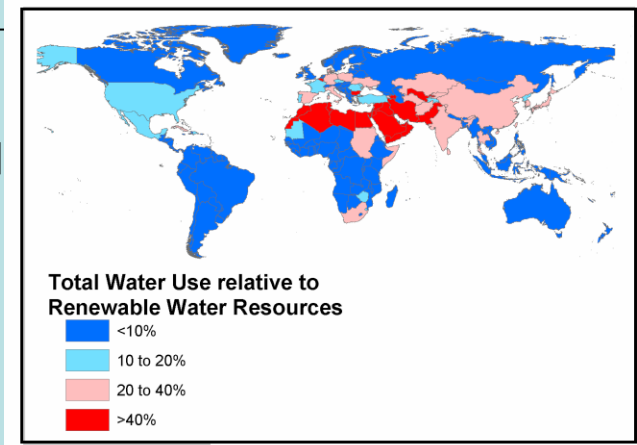 Total Water Use relative to
Renewable Water Resources
<10%
10 to 20%
20 to 40%
>40%